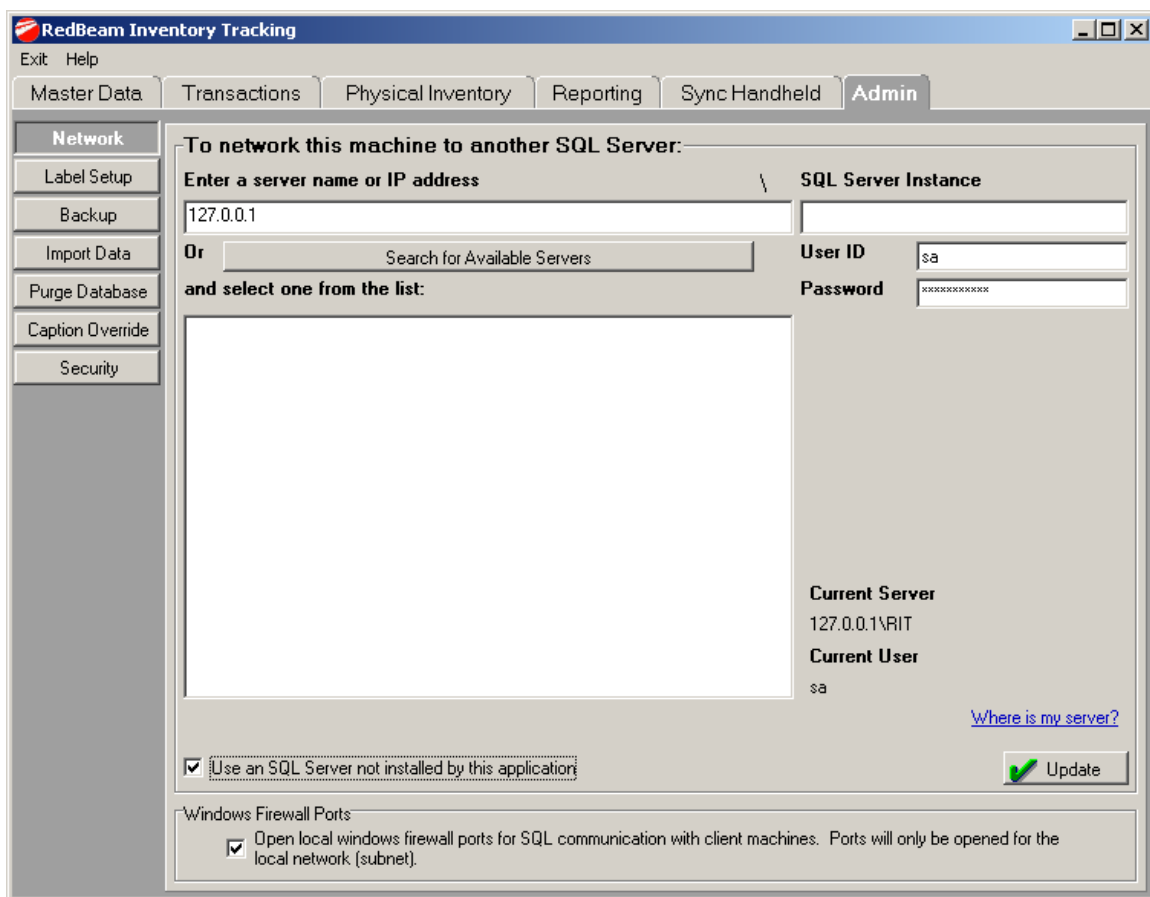 RedBeam Inventory Tracking
Exit Help
Master Data Transactions Physical Inventory Reporting Sync Handheld Admin
Network
Label Setup
Backup
Import Data
Purge Database
Caption Override
Security
To network this machine to another SQL Server:
Enter a server name or IP address \ SQL Server Instance
127.0.0.1
Or Search for Available Servers User ID sa
and select one from the list: Password ***********
Current Server
127.0.0.1\RIT
Current User
sa
Where is my server?
Use an SQL Server not installed by this application Update
Windows Firewall Ports
Open local windows firewall ports for SQL communication with client machines. Ports will only be opened for the
local network (subnet).